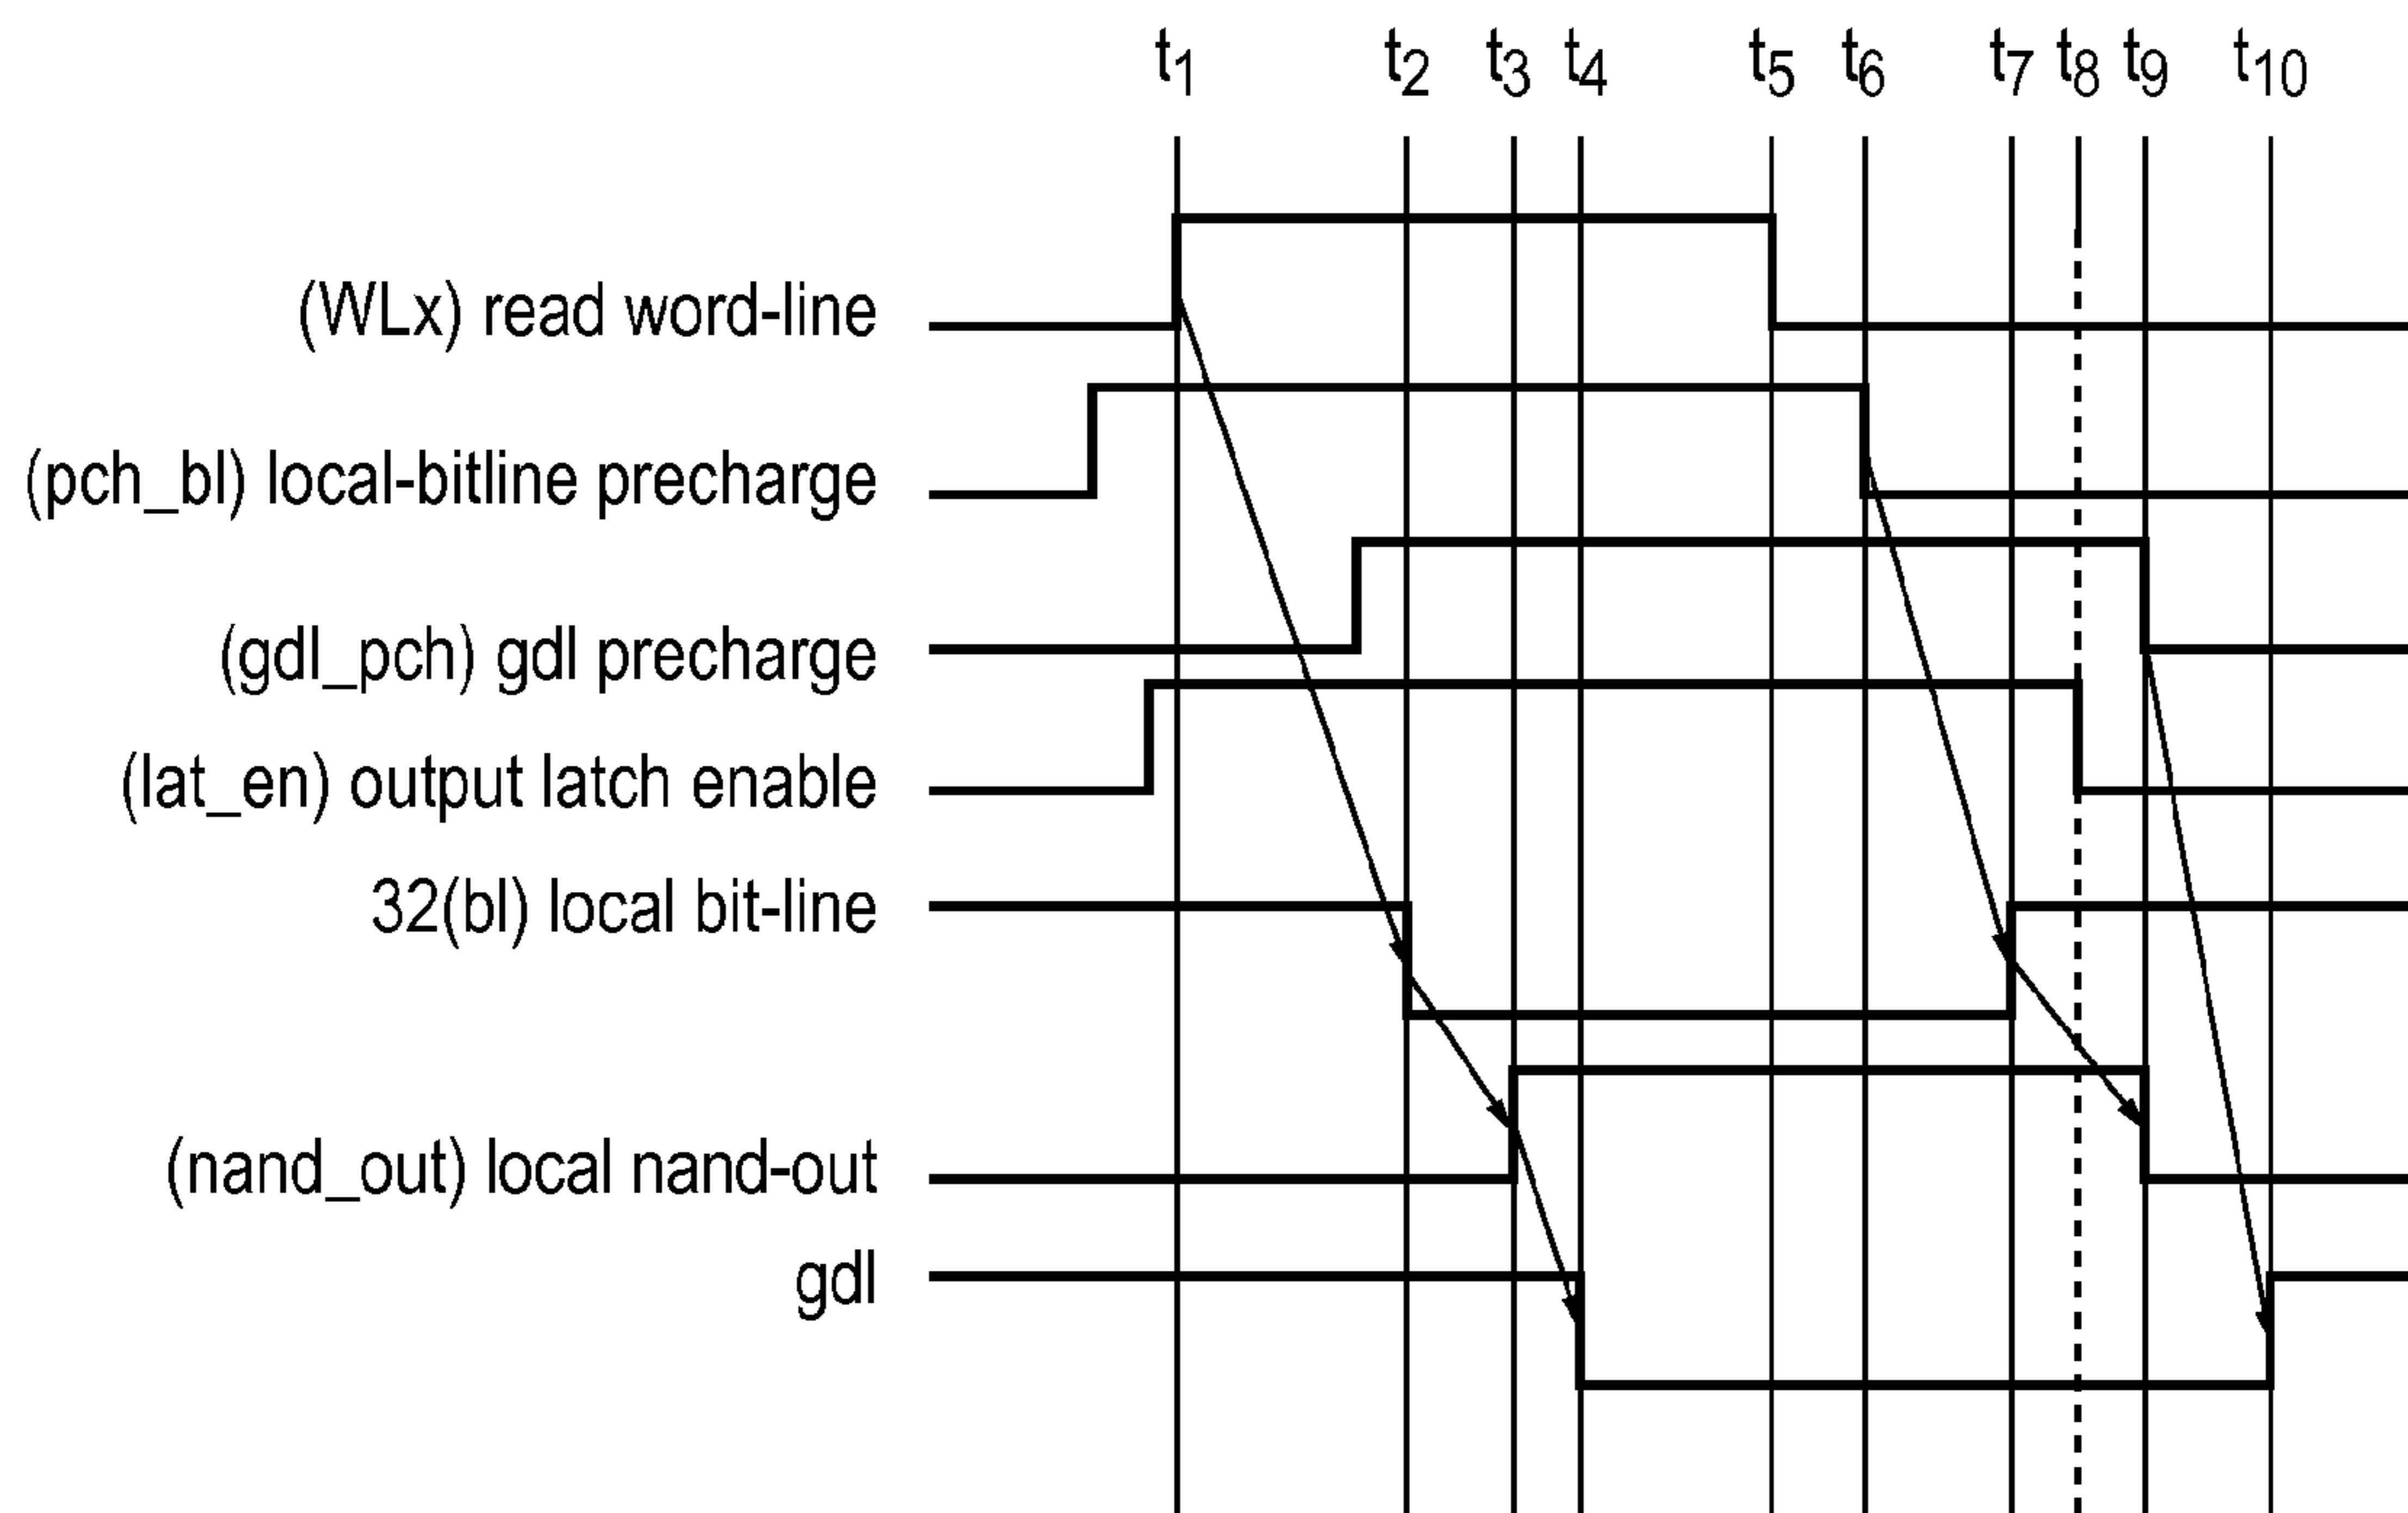 t1 t2 t3 t4 t5 t6 t7 t8 t9 t10
(WLx) read word-line
(pch_bl) local-bitline precharge
(gdl_pch) gdl precharge
(lat_en) output latch enable
32(bl) local bit-line
(nand_out) local nand-out
gdl